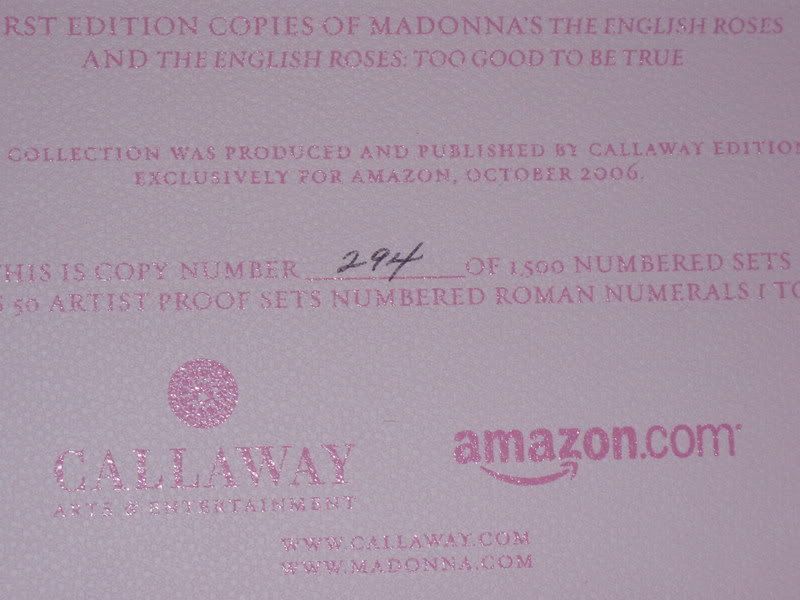 RST EDITION COPIES OF MADONNA'S THE ENGLISH ROSES
AND THE ENGLISH ROSES: TOO GOOD TO BE TRUE
COLLECTION WAS PRODUCED AND PUBLISHED BY CALLAWAY EDITION
EXCLUSIVELY FOR AMAZON, OCTOBER 2006.
THIS IS COPY NUMBER 294 OF 1,500 NUMBERED SETS
S 50 ARTIST PROOF SETS NUMBERED ROMAN NUMERALS I TO
CALLAWAY
ARTS & ENTERTAINMENT
amazon.com
WWW.CALLAWAY.COM
WWW.MADONNA.COM